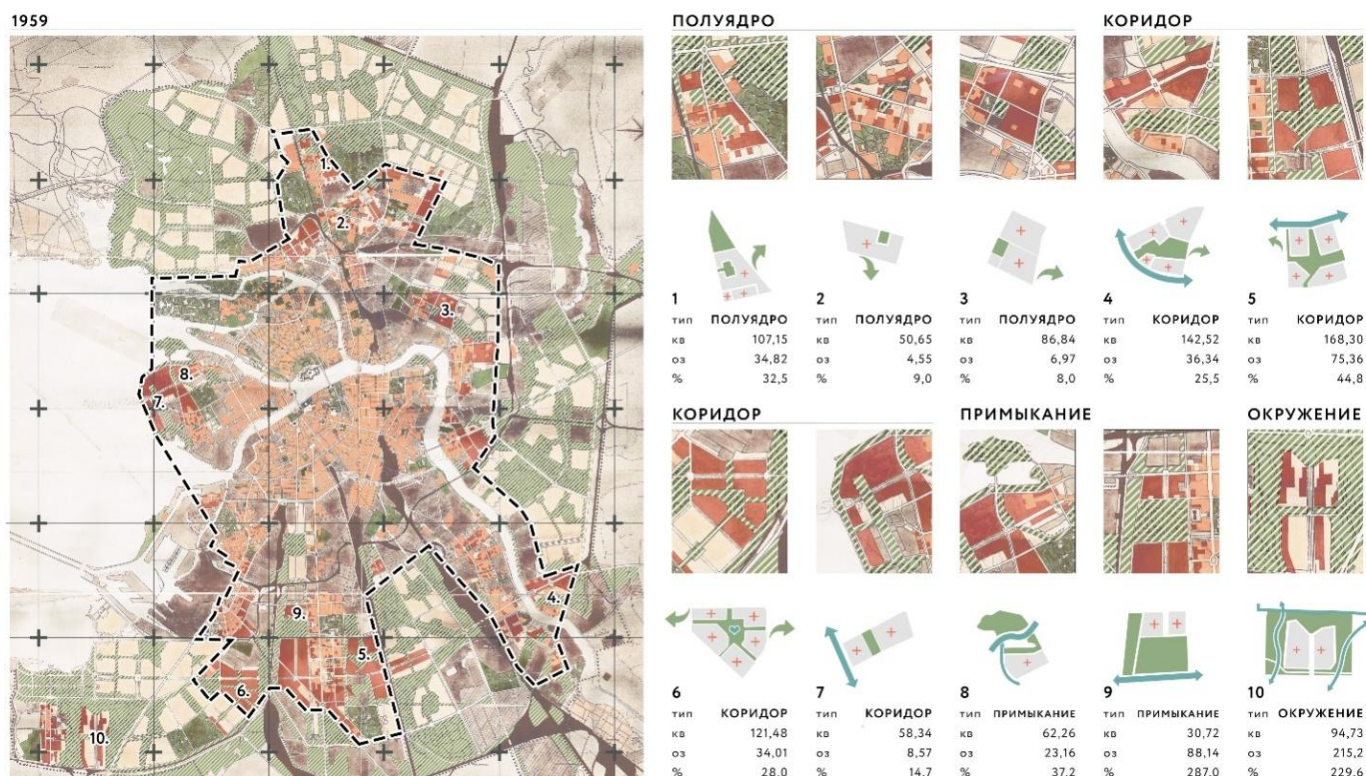 1959
1.
2.
3.
8.
7.
4.
9.
5.
6.
10.
ПОЛУЯДРО
КОРИДОР
1
тип ПОЛУЯДРО
кв 107,15
оз 34,82
% 32,5
2
тип ПОЛУЯДРО
кв 50,65
оз 4,55
% 9,0
3
тип ПОЛУЯДРО
кв 86,84
оз 6,97
% 8,0
4
тип КОРИДОР
кв 142,52
оз 36,34
% 25,5
5
тип КОРИДОР
кв 168,30
оз 75,36
% 44,8
КОРИДОР
ПРИМЫКАНИЕ
ОКРУЖЕНИЕ
6
тип КОРИДОР
кв 121,48
оз 34,01
% 28,0
7
тип КОРИДОР
кв 58,34
оз 8,57
% 14,7
8
тип ПРИМЫКАНИЕ
кв 62,26
оз 23,16
% 37,2
9
тип ПРИМЫКАНИЕ
кв 30,72
оз 88,14
% 287,0
10
тип ОКРУЖЕНИЕ
кв 94,73
оз 215,2
% 229,6